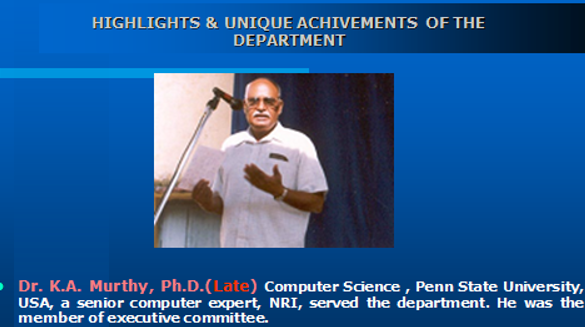 HIGHLIGHTS & UNIQUE ACHIVEMENTS OF THE
DEPARTMENT
Dr. K.A. Murthy, Ph.D.(Late) Computer Science , Penn State University,
USA, a senior computer expert, NRI, served the department. He was the
member of executive committee.